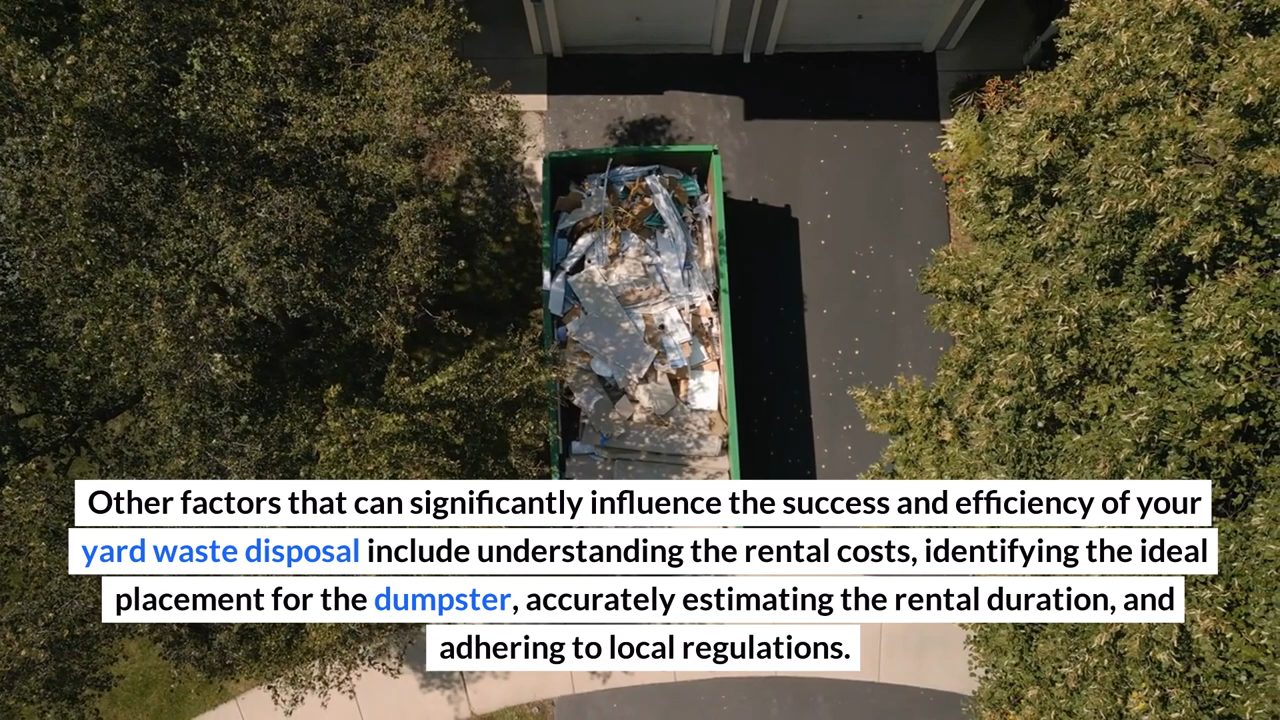 Other factors that can significantly influence the success and efficiency of your
yard waste disposal include understanding the rental costs, identifying the ideal
placement for the dumpster, accurately estimating the rental duration, and
adhering to local regulations.